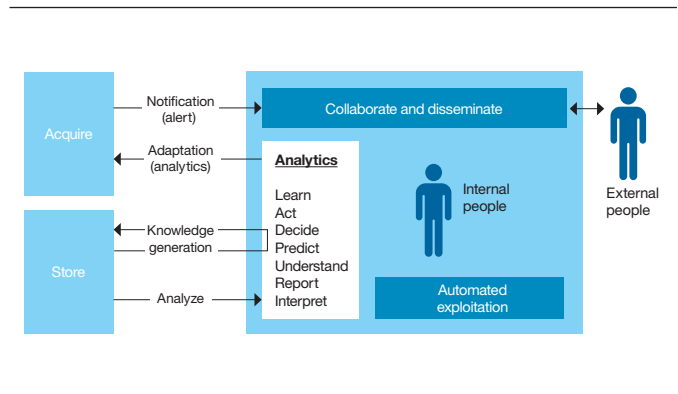 Acquire
Notification
(alert)
Adaptation
(analytics)
Store
Knowledge
generation
Analyze
Collaborate and disseminate
Analytics
Learn
Act
Decide
Predict
Understand
Report
Interpret
Internal
people
Automated
exploitation
External
people